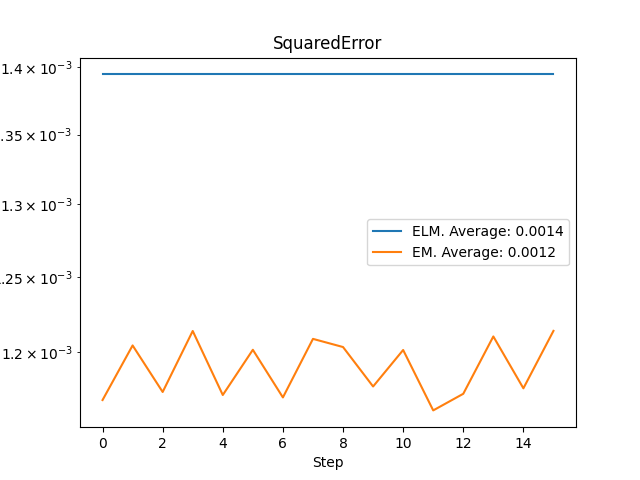 SquaredError
1.4 × 10⁻³
.35 × 10⁻³
1.3 × 10⁻³
.25 × 10⁻³
1.2 × 10⁻³
ELM. Average: 0.0014
EM. Average: 0.0012
0 2 4 6 8 10 12 14
Step